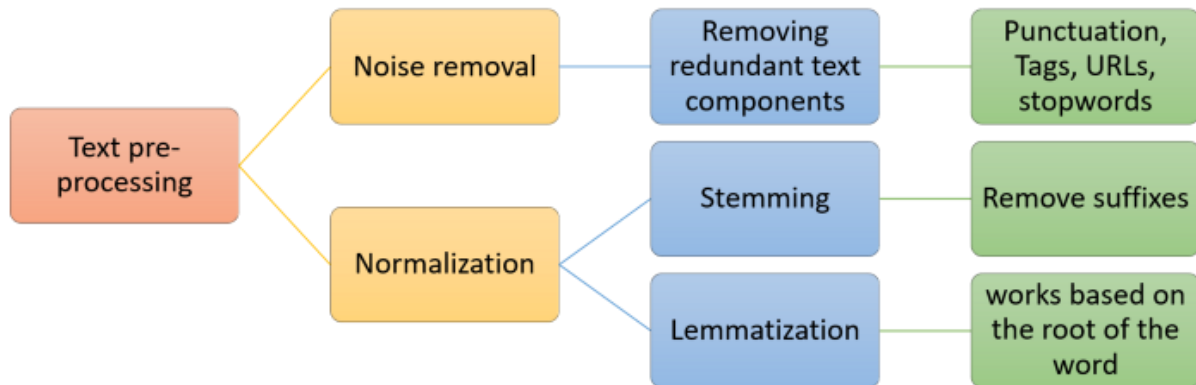 Text pre-
processing
Noise removal
Removing
redundant text
components
Punctuation,
Tags, URLs,
stopwords
Normalization
Stemming
Remove suffixes
Lemmatization
works based on
the root of the
word